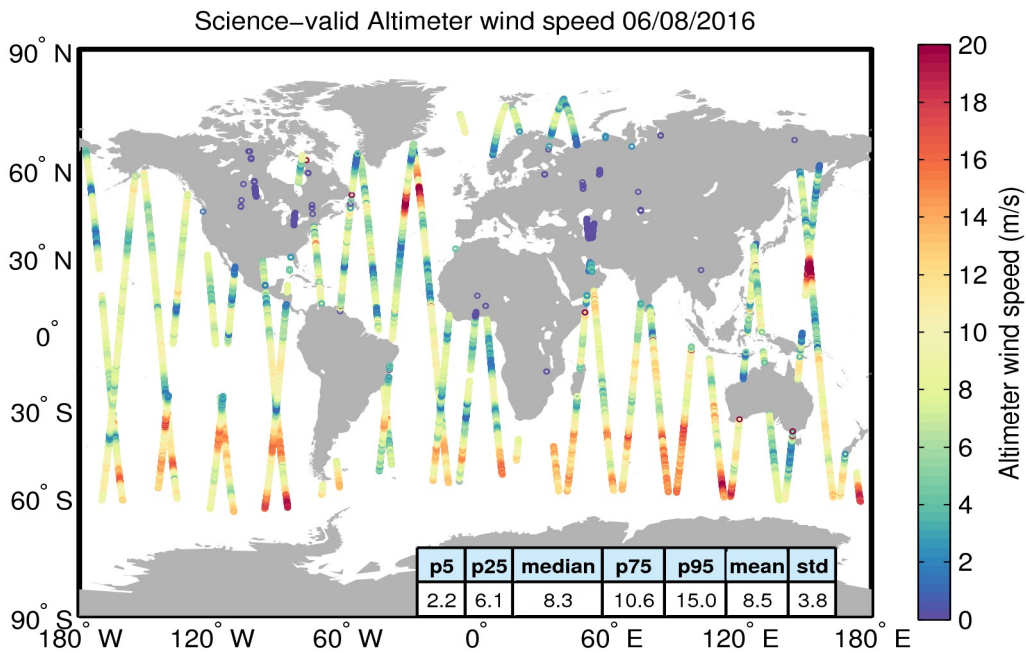 Science−valid Altimeter wind speed 06/08/2016
90° N
60° N
30° N
0°
30° S
60° S
90° S
180° W
120° W
60° W
0°
60° E
120° E
180° E
p5 p25 median p75 p95 mean std
2.2 6.1 8.3 10.6 15.0 8.5 3.8
20
18
16
14
12
10
8
6
4
2
0
Altimeter wind speed (m/s)